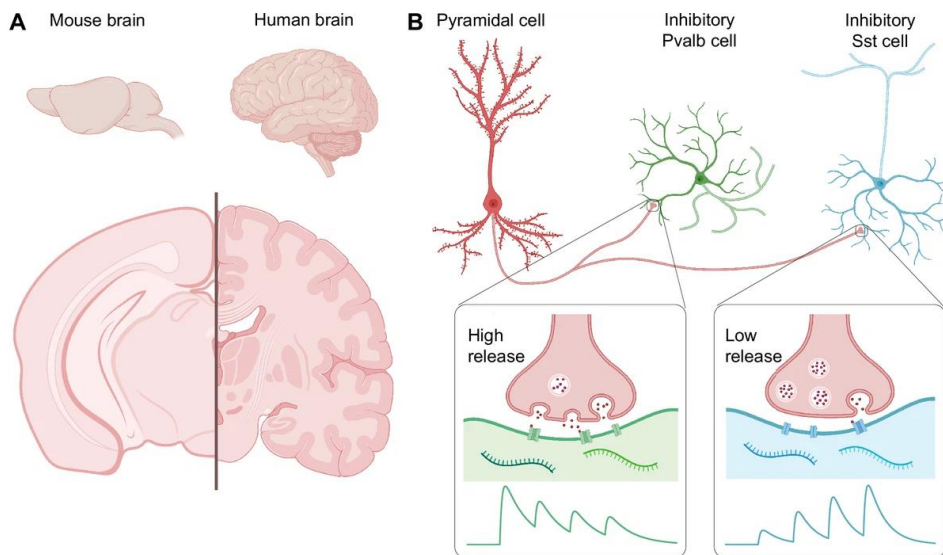 A
Mouse brain
Human brain
B
Pyramidal cell
Inhibitory
Pvalb cell
Inhibitory
Sst cell
High
release
Low
release